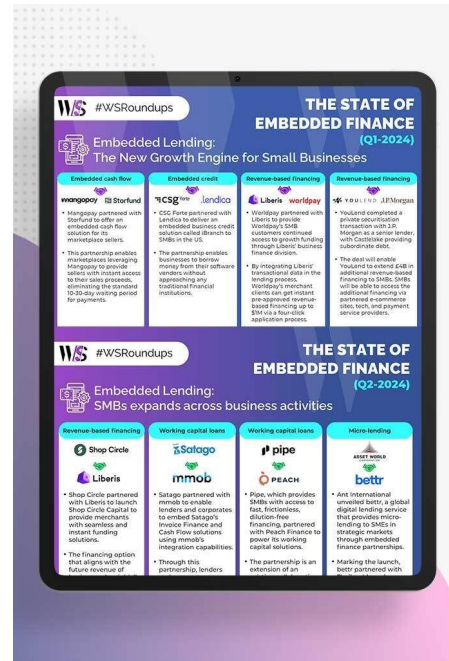 WS #WSRoundups
THE STATE OF
EMBEDDED FINANCE
(Q1-2024)
Embedded Lending:
The New Growth Engine for Small Businesses
Embedded cash flow
mangopay Storfund
• Mangopay partnered with
Storfund to offer an
embedded cash flow
solution for its
marketplace sellers.
• This partnership enables
marketplaces leveraging
Mangopay to provide
sellers with instant access
to their sales proceeds,
eliminating the standard
10-30-day waiting period
for payments.
Embedded credit
CSG forte .lendica
• CSG Forte partnered with
Lendica to deliver an
embedded business credit
solution called iBranch to
SMBs in the US.
• The partnership enables
businesses to borrow
money from their software
vendors without
approaching any
traditional financial
institutions.
Revenue-based financing
Liberis worldpay
• Worldpay partnered with
Liberis to provide
Worldpay's SMB
customers continued
access to growth funding
through Liberis' business
finance division.
• By integrating Liberis'
transactional data in the
lending process,
Worldpay's merchant
clients can get instant
pre-approved revenue-
based financing up to
$1M via a four-click
application process.
Revenue-based financing
YOULEND J.P.Morgan
• YouLend completed a
private securitisation
transaction with J.P.
Morgan as a senior lender,
with Castlelake providing
subordinate debt.
• The deal will enable
YouLend to extend £4B in
additional revenue-based
financing to SMBs. SMBs
will be able to access the
additional financing via
partnered e-commerce
sites, tech, and payment
service providers.
WS #WSRoundups
THE STATE OF
EMBEDDED FINANCE
(Q2-2024)
Embedded Lending:
SMBs expands across business activities
Revenue-based financing
Shop Circle
Liberis
• Shop Circle partnered
with Liberis to launch
Shop Circle Capital to
provide merchants
with seamless and
instant funding
solutions.
• The financing option
that aligns with the
future revenue of
Working capital loans
Satago
mmob
• Satago partnered with
mmob to enable
lenders and corporates
to embed Satago's
Invoice Finance and
Cash Flow solutions
using mmob's
integration capabilities.
• Through this
partnership, lenders
Working capital loans
pipe
PEACH
• Pipe, which provides
SMBs with access to
fast, frictionless,
dilution-free
financing, partnered
with Peach Finance to
power its working
capital solutions.
• The partnership is an
extension of an
Micro-lending
ASSET WORLD
bettr
• Ant International
unveiled bettr, a global
digital lending service
that provides micro-
lending to SMEs in
strategic markets
through embedded
finance partnerships.
• Marking the launch,
bettr partnered with